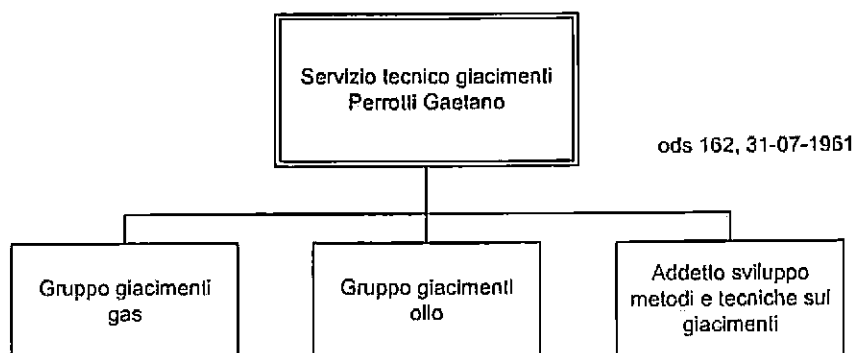 Servizio tecnico giacimenti
Perrotti Gaetano
ods 162, 31-07-1961
Gruppo giacimenti
gas
Gruppo giacimenti
olio
Addetto sviluppo
metodi e tecniche sui
giacimenti